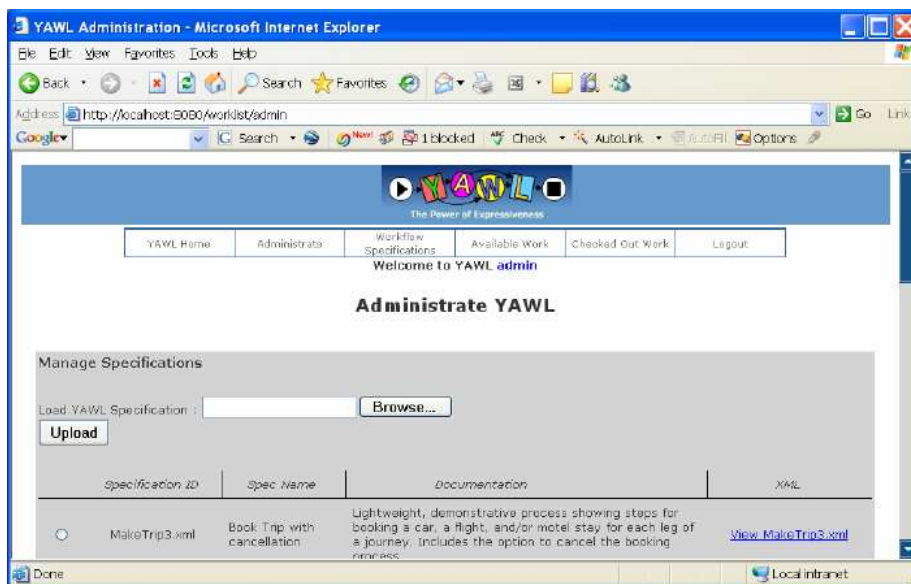 YAWL Administration - Microsoft Internet Explorer
File Edit View Favorites Tools Help
Back Search Favorites
Address http://localhost:8080/worklist/admin Go Link
Google Search New! 1 blocked ABC Check AutoLink AutoFill Options
YAWL
The Power of Expressiveness
YAWL Home Administrate Workflow Specifications Available Work Checked Out Work Logout
Welcome to YAWL admin
Administrate YAWL
Manage Specifications
Load YAWL Specification : Browse...
Upload
Specification ID Spec Name Documentation XML
MakeTrip3.xml Book Trip with cancellation
Lightweight, demonstrative process showing steps for
booking a car, a flight, and/or motel stay for each leg of
a journey. Includes the option to cancel the booking
process
View MakeTrip3.xml
Done Local intranet